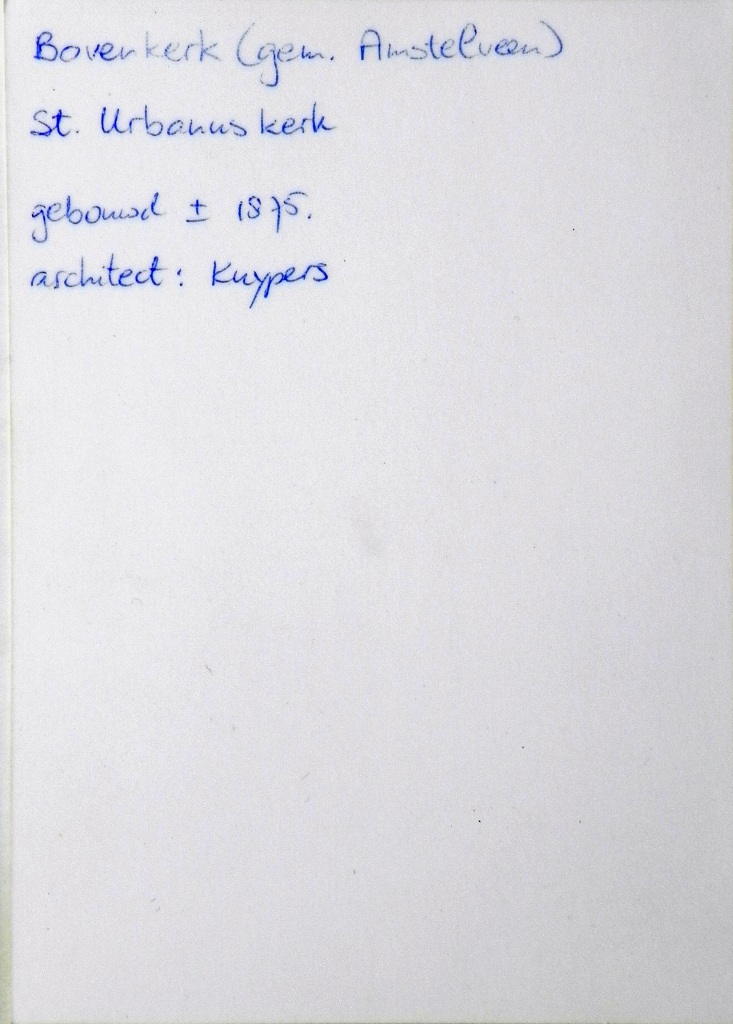 Bovenkerk (gem. Amstelveen)
St. Urbanus kerk
gebouwd ± 1875.
architect: Kuypers